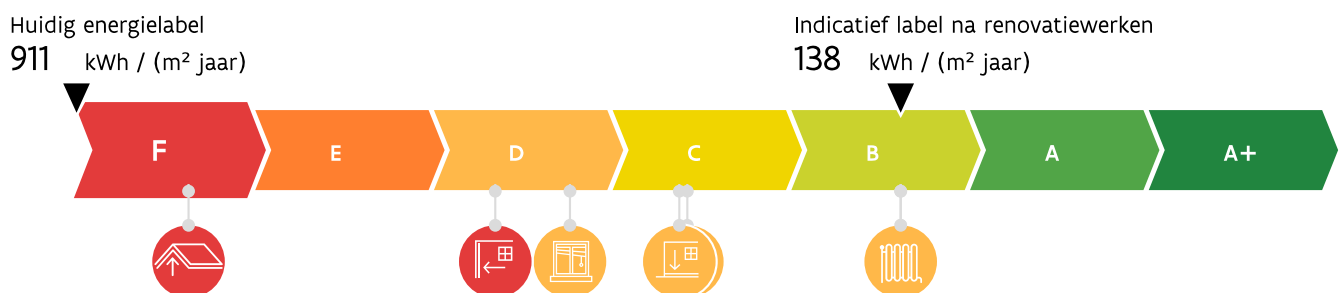 Huidig energielabel
911 kWh / (m² jaar)
Indicatief label na renovatiewerken
138 kWh / (m² jaar)
F E D C B A A+